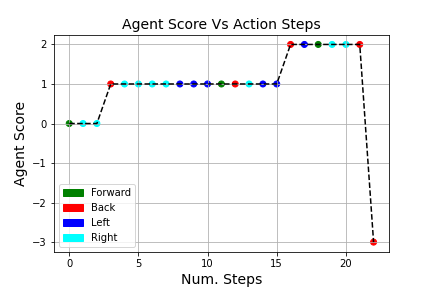 Agent Score Vs Action Steps
Agent Score
2
1
0
−1
−2
−3
Forward
Back
Left
Right
0 5 10 15 20
Num. Steps